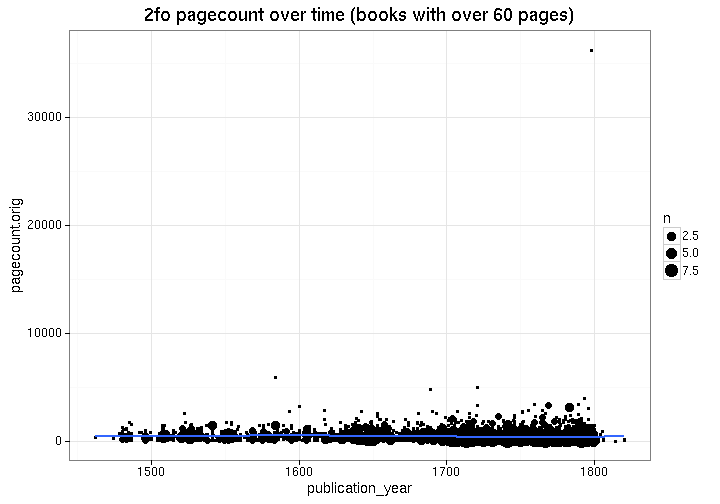 2fo pagecount over time (books with over 60 pages)
pagecount.orig
30000
20000
10000
0
1500
1600
1700
1800
publication_year
n
2.5
5.0
7.5